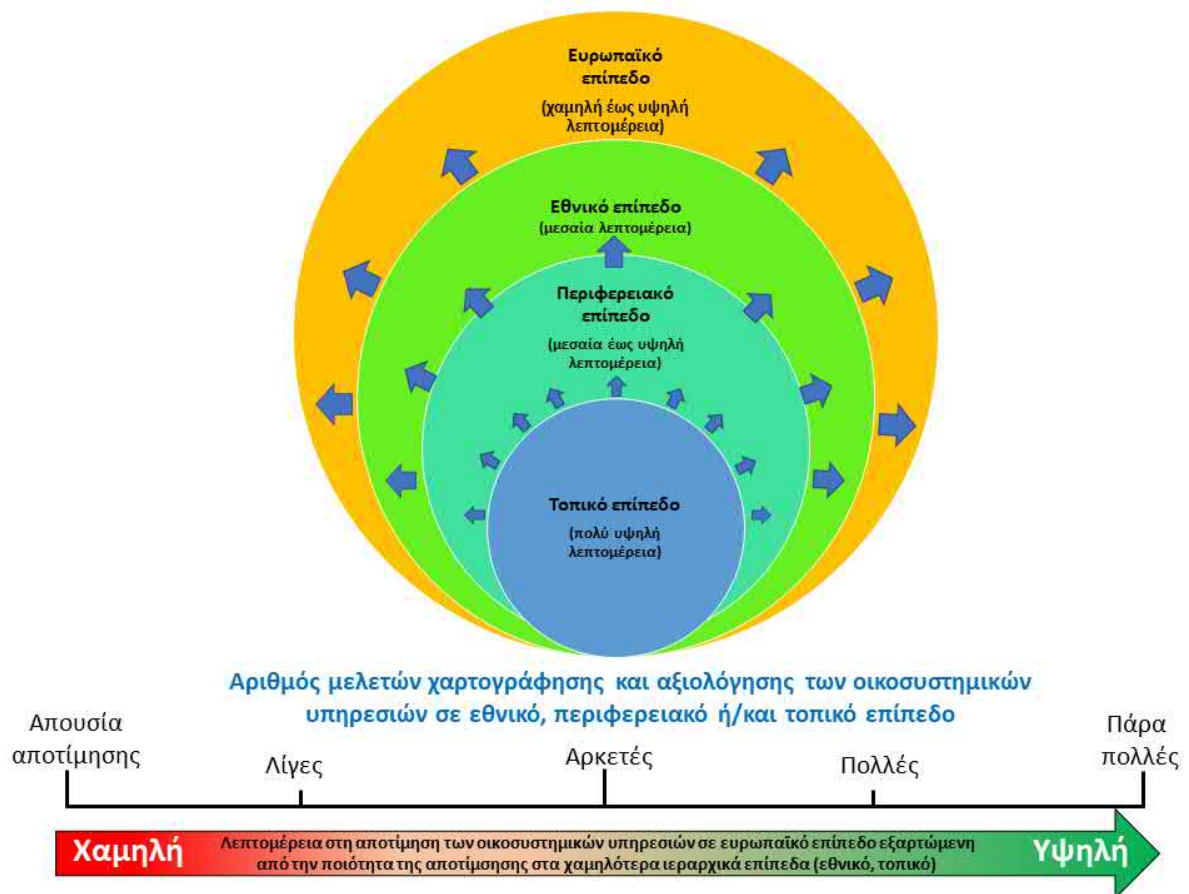 Ευρωπαϊκό
επίπεδο
(χαμηλή έως υψηλή
λεπτομέρεια)
Εθνικό επίπεδο
(μεσαία λεπτομέρεια)
Περιφερειακό
επίπεδο
(μεσαία έως υψηλή
λεπτομέρεια)
Τοπικό επίπεδο
(πολύ υψηλή
λεπτομέρεια)
Αριθμός μελετών χαρτογράφησης και αξιολόγησης των οικοσυστημικών
υπηρεσιών σε εθνικό, περιφερειακό ή/και τοπικό επίπεδο
Απουσία
αποτίμησης
Λίγες
Αρκετές
Πολλές
Πάρα
πολλές
Χαμηλή
Λεπτομέρεια στη αποτίμηση των οικοσυστημικών υπηρεσιών σε ευρωπαϊκό επίπεδο εξαρτώμενη
από την ποιότητα της αποτίμσησης στα χαμηλότερα ιεραρχικά επίπεδα (εθνικό, τοπικό)
Υψηλή